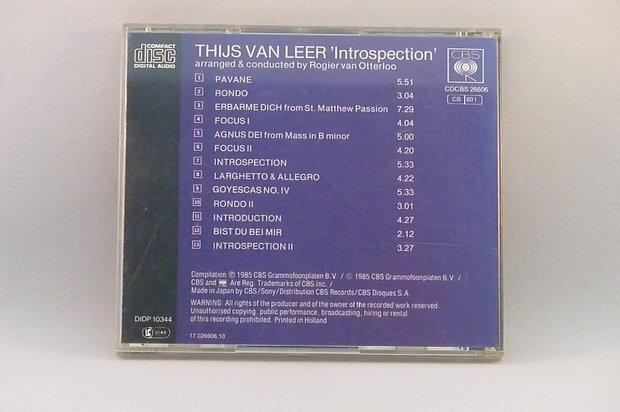 COMPACT
disc
DIGITAL AUDIO
THIJS VAN LEER 'Introspection'
arranged & conducted by Rogier van Otterloo
CBS
CDCBS 26606
CB 801
1 PAVANE 5.51
2 RONDO 3.04
3 ERBARME DICH from St. Matthew Passion 7.29
4 FOCUS I 4.04
5 AGNUS DEI from Mass in B minor 5.00
6 FOCUS II 4.20
7 INTROSPECTION 5.33
8 LARGHETTO & ALLEGRO 4.22
9 GOYESCAS NO. IV 5.33
10 RONDO II 3.01
11 INTRODUCTION 4.27
12 BIST DU BEI MIR 2.12
13 INTROSPECTION II 3.27
Compilation ℗ 1985 CBS Grammofoonplaten B.V. / © 1985 CBS Grammofoonplaten B.V. /
CBS and Are Reg. Trademarks of CBS Inc. /
Made in Japan by CBS/Sony/Distribution CBS Records/CBS Disques S.A.
WARNING: All rights of the producer and of the owner of the recorded work reserved.
Unauthorised copying, public performance, broadcasting, hiring or rental
of this recording prohibited. Printed in Holland
DIDP 10344
17.026606.10